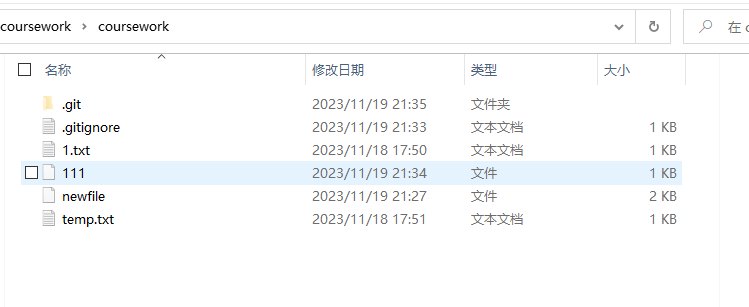 coursework > coursework
在 c
名称 修改日期 类型 大小
.git 2023/11/19 21:35 文件夹
.gitignore 2023/11/19 21:33 文本文档 1 KB
1.txt 2023/11/18 17:50 文本文档 1 KB
111 2023/11/19 21:34 文件 1 KB
newfile 2023/11/19 21:27 文件 2 KB
temp.txt 2023/11/18 17:51 文本文档 1 KB